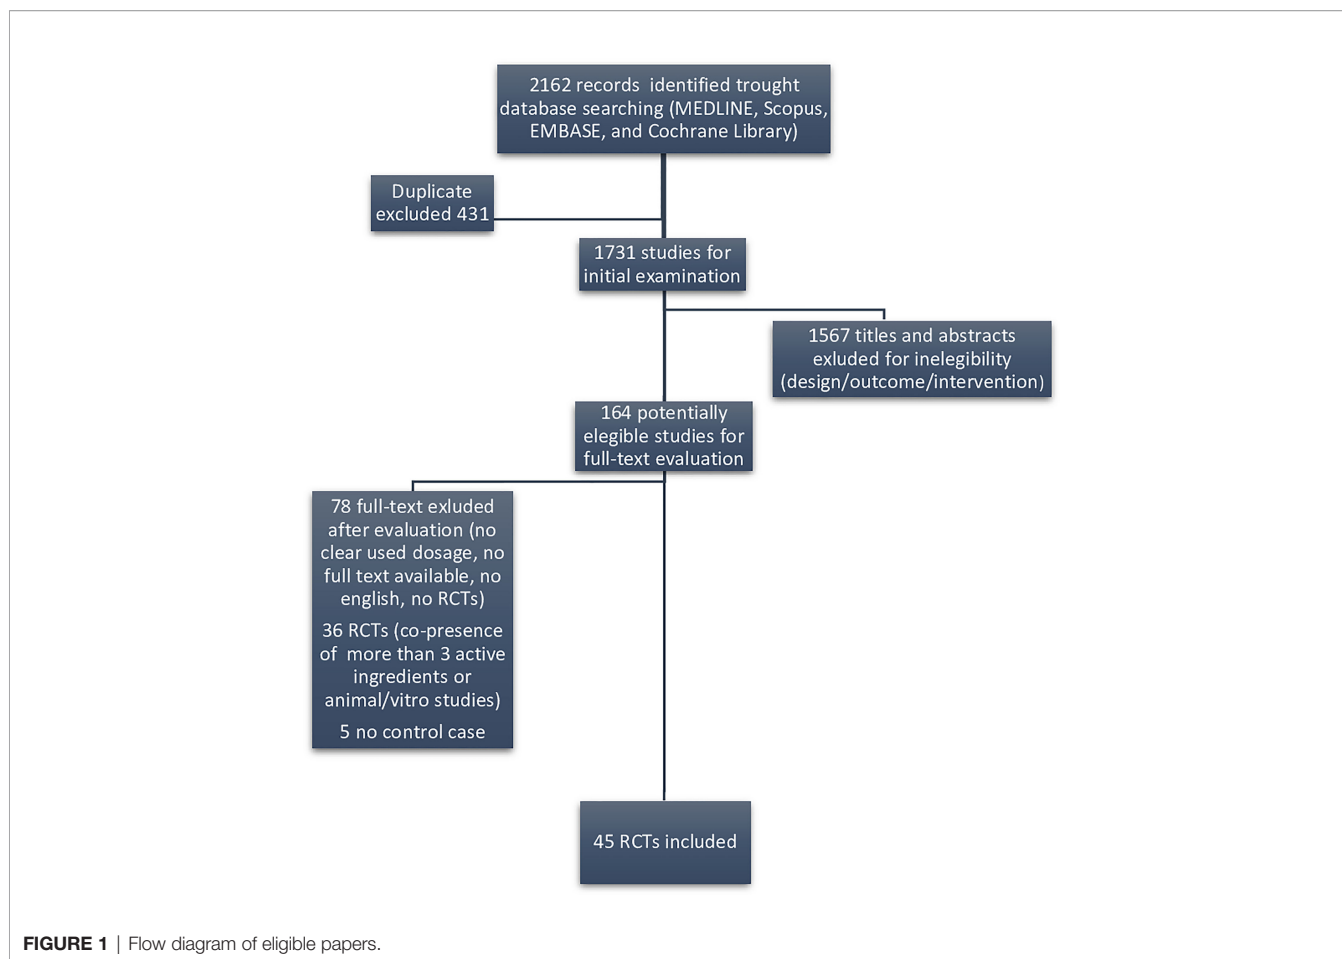 2162 records identified trought
database searching (MEDLINE, Scopus,
EMBASE, and Cochrane Library)
Duplicate
excluded 431
1731 studies for
initial examination
1567 titles and abstracts
exluded for inelegibility
(design/outcome/intervention)
164 potentially
elegible studies for
full-text evaluation
78 full-text exluded
after evaluation (no
clear used dosage, no
full text available, no
english, no RCTs)
36 RCTs (co-presence
of more than 3 active
ingredients or
animal/vitro studies)
5 no control case
45 RCTs included
FIGURE 1 | Flow diagram of eligible papers.